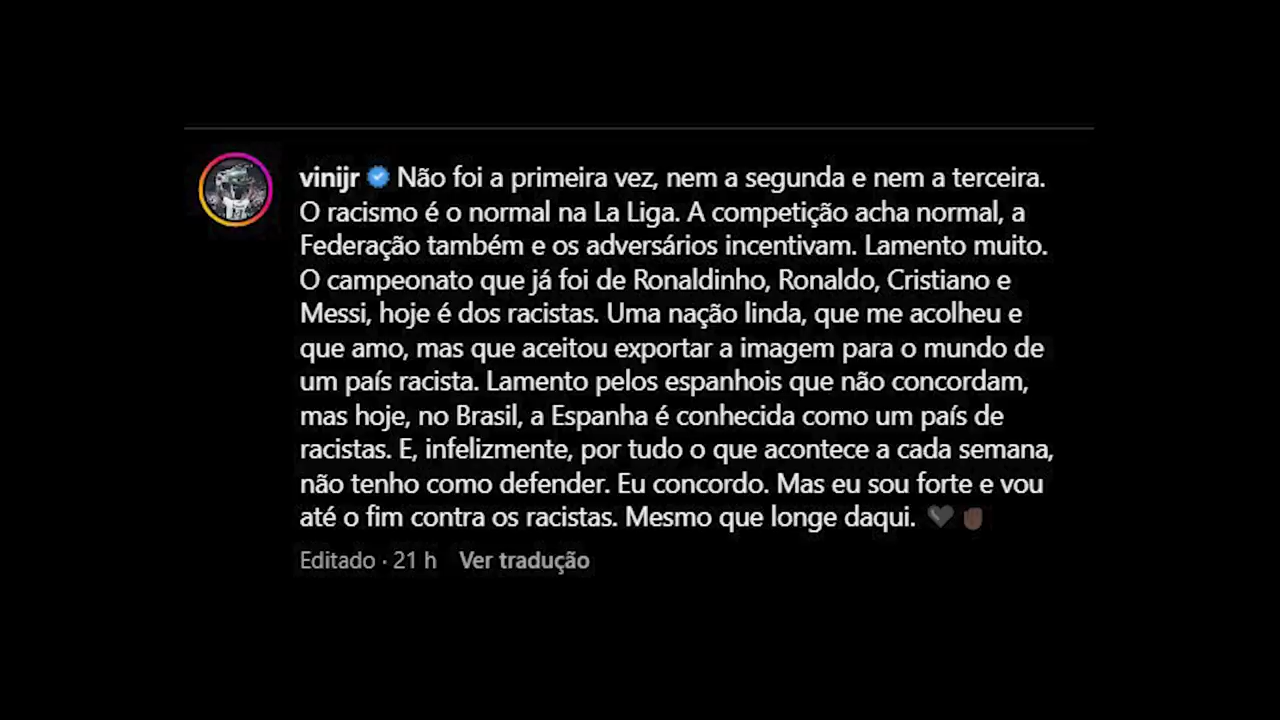 vinijr Não foi a primeira vez, nem a segunda e nem a terceira.
O racismo é o normal na La Liga. A competição acha normal, a
Federação também e os adversários incentivam. Lamento muito.
O campeonato que já foi de Ronaldinho, Ronaldo, Cristiano e
Messi, hoje é dos racistas. Uma nação linda, que me acolheu e
que amo, mas que aceitou exportar a imagem para o mundo de
um país racista. Lamento pelos espanhois que não concordam,
mas hoje, no Brasil, a Espanha é conhecida como um país de
racistas. E, infelizmente, por tudo o que acontece a cada semana,
não tenho como defender. Eu concordo. Mas eu sou forte e vou
até o fim contra os racistas. Mesmo que longe daqui. 🖤✊🏿
Editado · 21 h Ver tradução